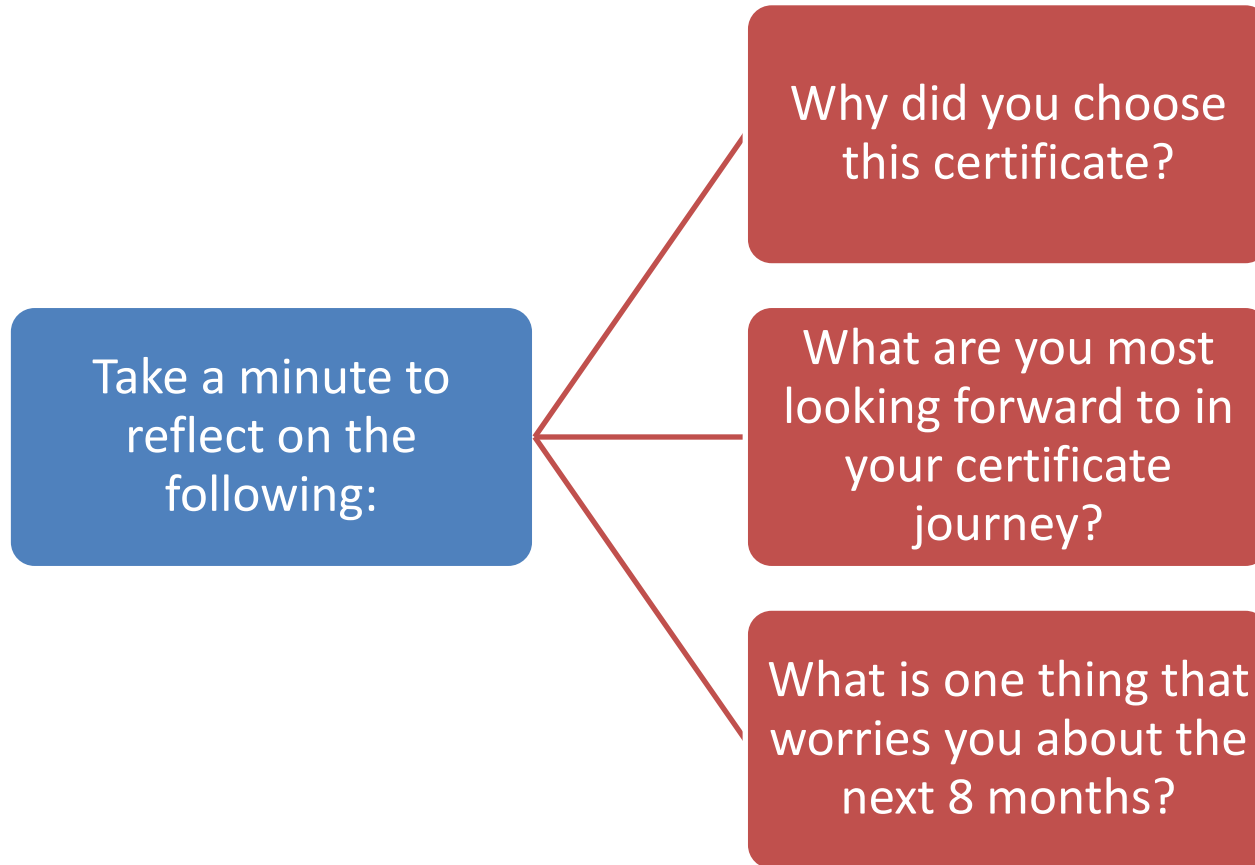 Take a minute to
reflect on the
following:
Why did you choose
this certificate?
What are you most
looking forward to in
your certificate
journey?
What is one thing that
worries you about the
next 8 months?